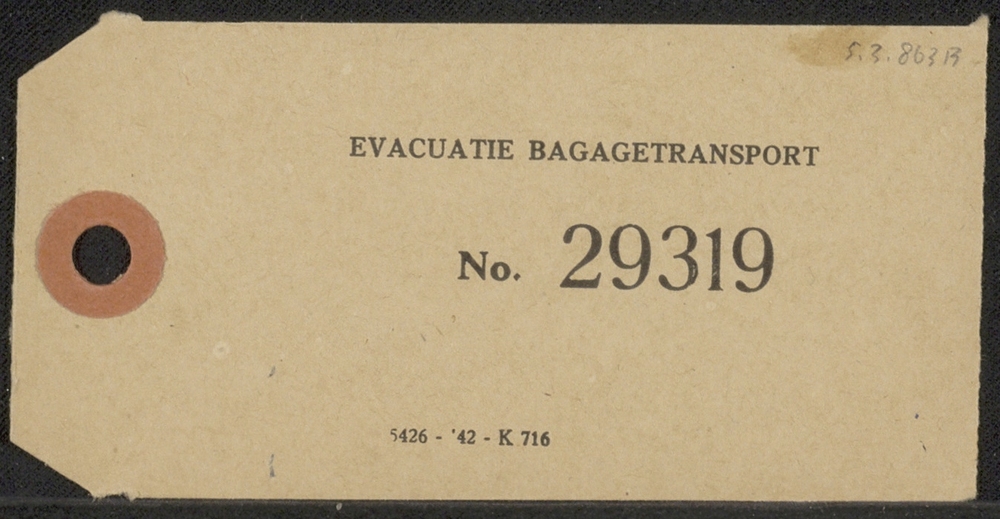 5.3.863B
EVACUATIE BAGAGETRANSPORT
No. 29319
5426 - '42 - K 716